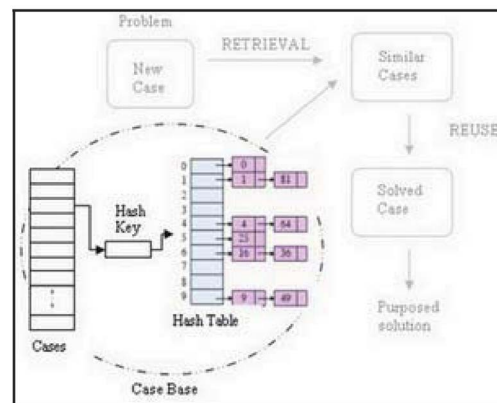 Problem
New
Case
RETRIEVAL
Similar
Cases
REUSE
Solved
Case
Purposed
solution
Hash
Key
Cases
0
1
2
3
4
5
6
7
8
9
0
1
81
4
64
25
16
36
9
49
Hash Table
Case Base